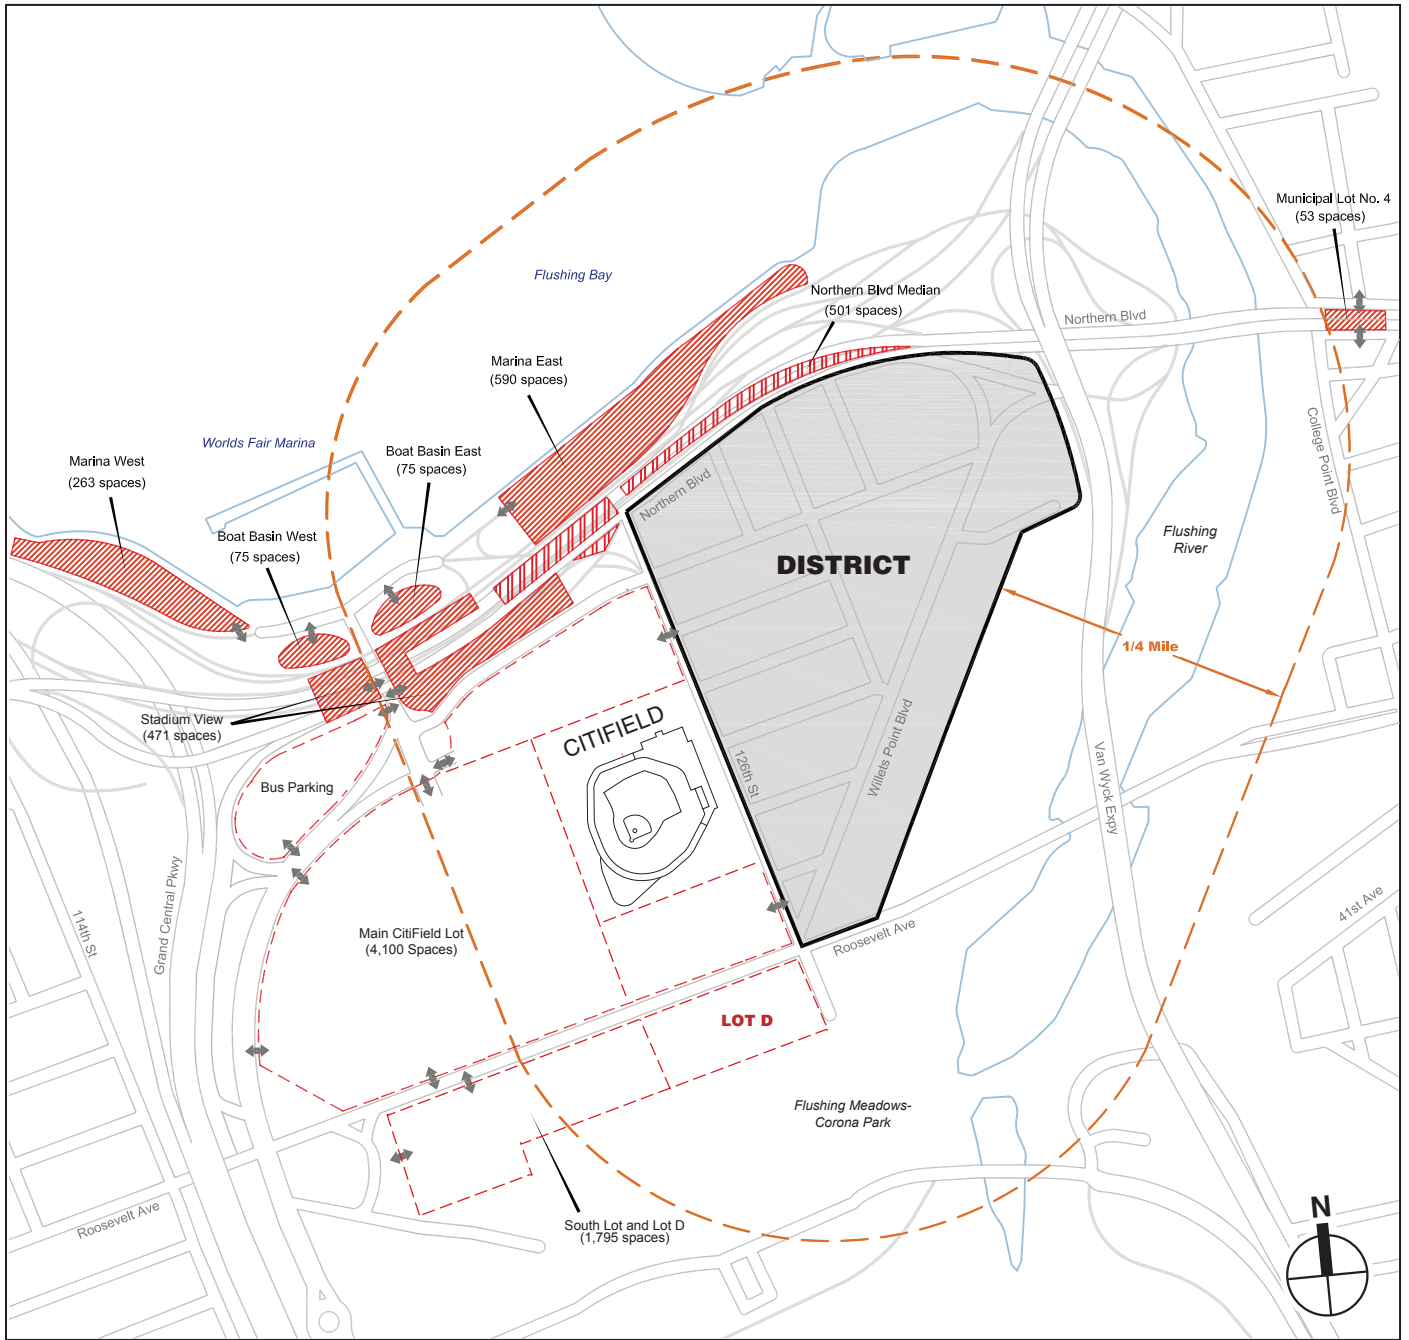 Municipal Lot No. 4
(53 spaces)
Flushing Bay
Northern Blvd Median
(501 spaces)
Northern Blvd
Marina East
(590 spaces)
Worlds Fair Marina
Boat Basin East
(75 spaces)
Marina West
(263 spaces)
College Point Blvd
Northern Blvd
Boat Basin West
(75 spaces)
Flushing
River
DISTRICT
1/4 Mile
Stadium View
(471 spaces)
CITIFIELD
Willets Point Blvd
126th St
Van Wyck Expy
Bus Parking
Grand Central Pkwy
114th St
41st Ave
Main CitiField Lot
(4,100 Spaces)
Roosevelt Ave
LOT D
Flushing Meadows-
Corona Park
Roosevelt Ave
South Lot and Lot D
(1,795 spaces)
N